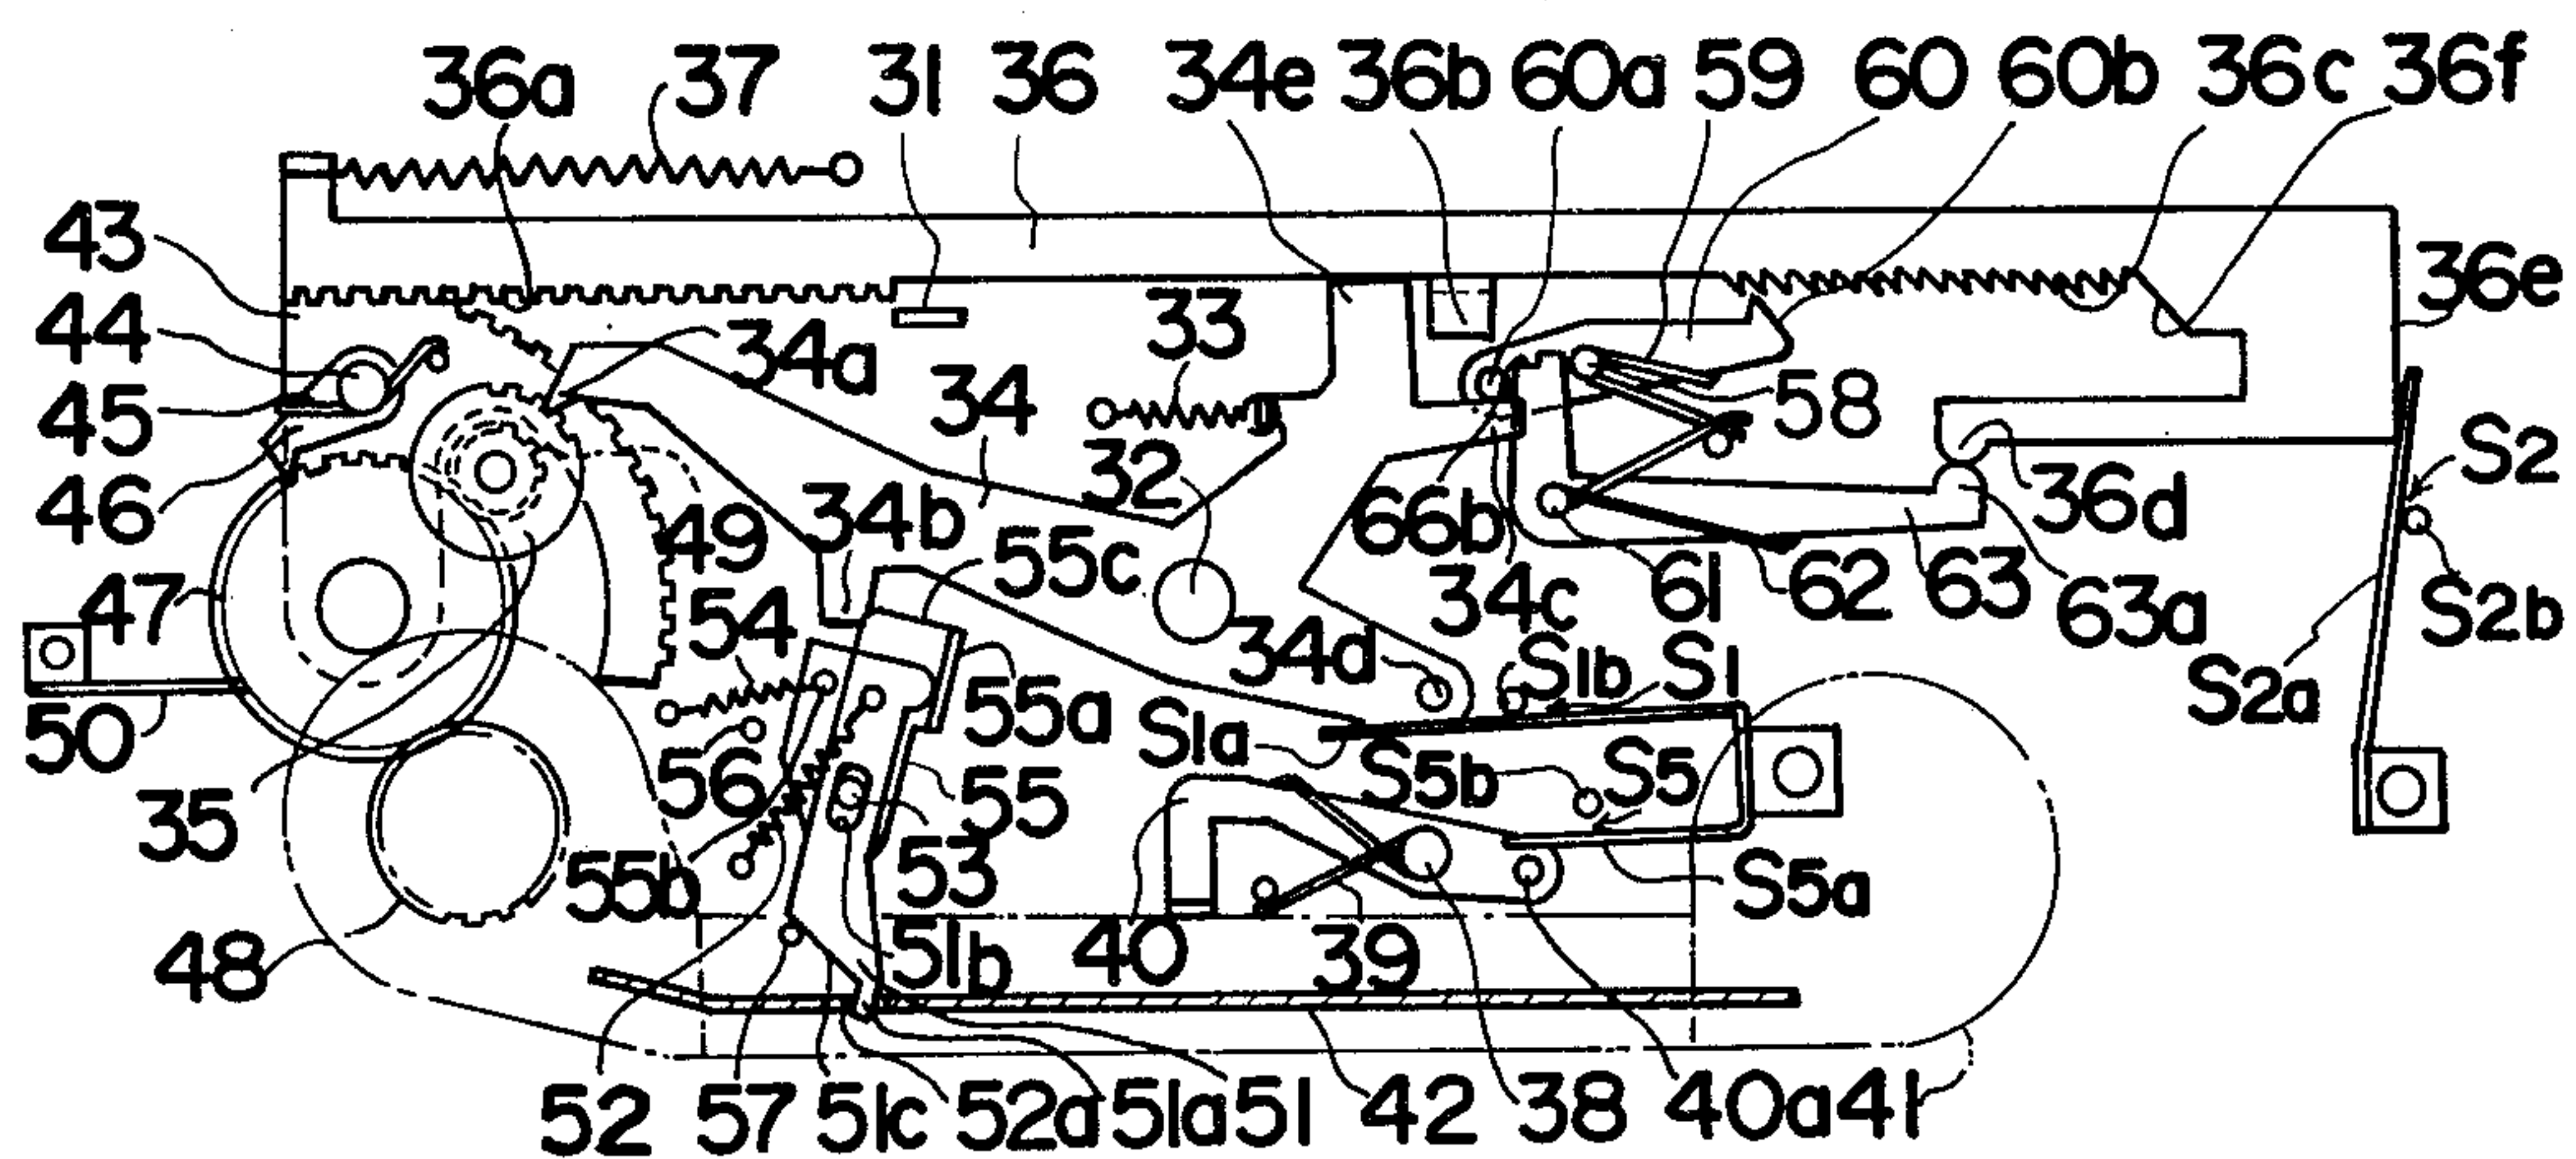 36a 37 31 36 34e 36b 60a 59 60 60b 36c 36f
43 36e
44 33 34a
45 34 58 S2
46 32 36d
34b 66b
49 55c 34c 61 62 63 63a S2b
47 54 34d S1b S1 S2a
50 55a S1a
56 S5b S5
35 55
55b 53 S5a
48 51b 40 39
52 57 51c 52a 51a 51 42 38 40a 41